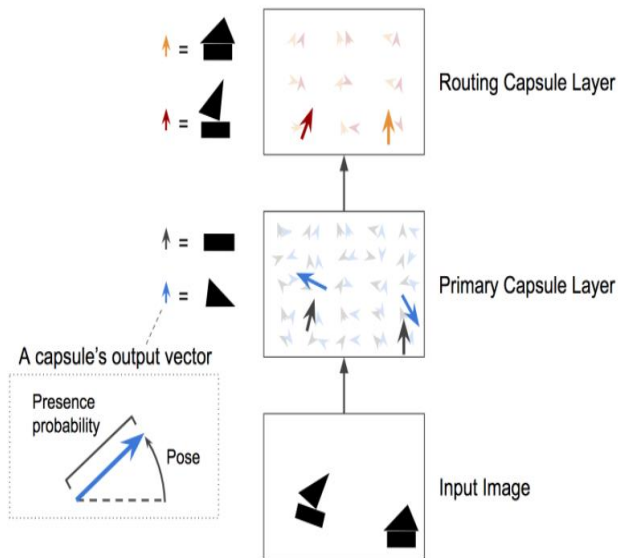 =
Routing Capsule Layer
=
=
Primary Capsule Layer
=
A capsule's output vector
Presence
probability
Pose
Input Image